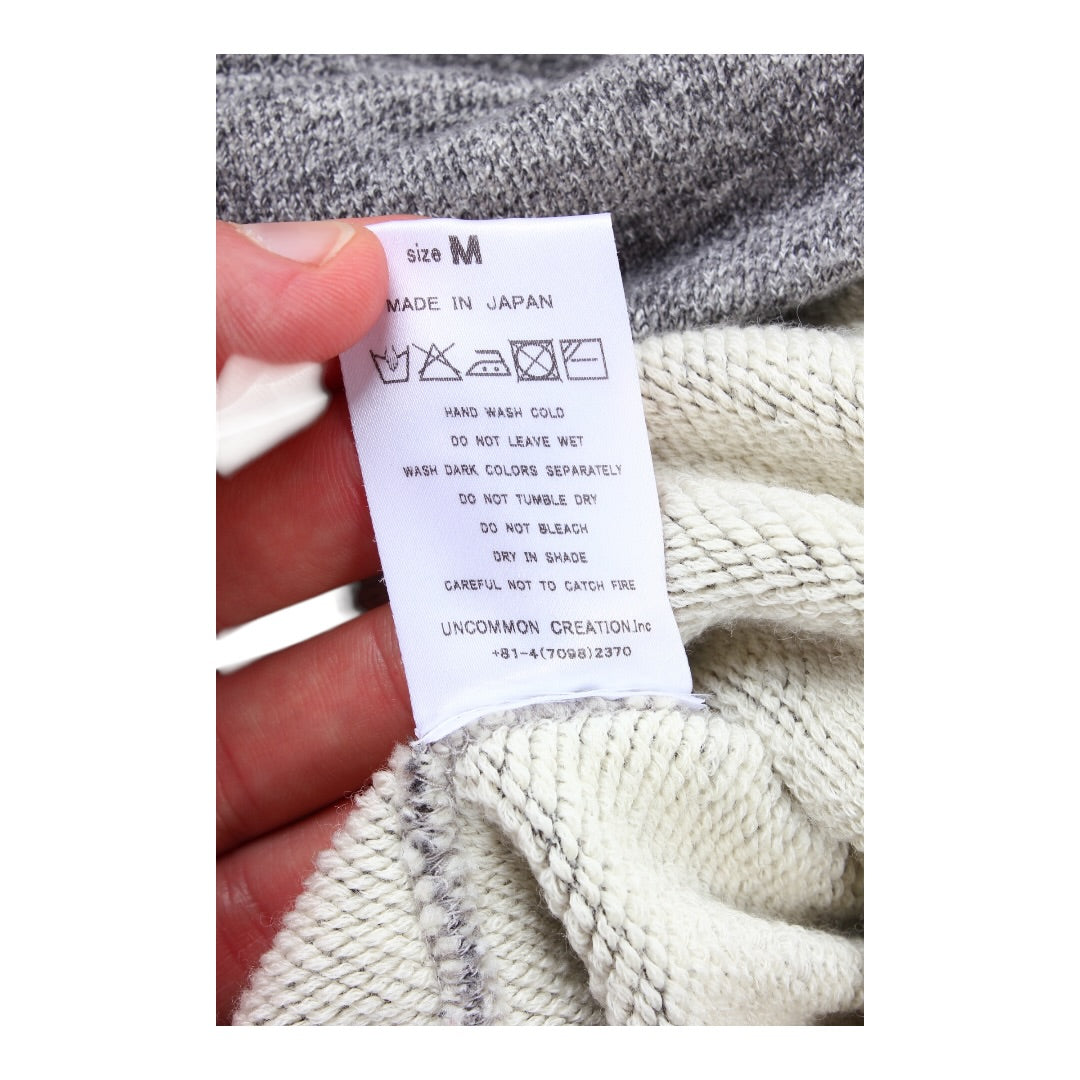 size M
MADE IN JAPAN
HAND WASH COLD
DO NOT LEAVE WET
WASH DARK COLORS SEPARATELY
DO NOT TUMBLE DRY
DO NOT BLEACH
DRY IN SHADE
CAREFUL NOT TO CATCH FIRE
UNCOMMON CREATION.Inc
+81-4(7098)2370